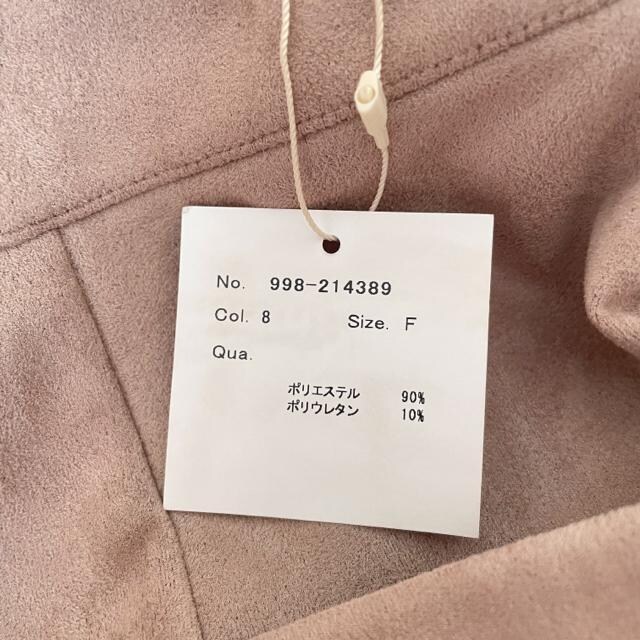 No. 998-214389
Col. 8 Size. F
Qua.
ポリエステル 90%
ポリウレタン 10%